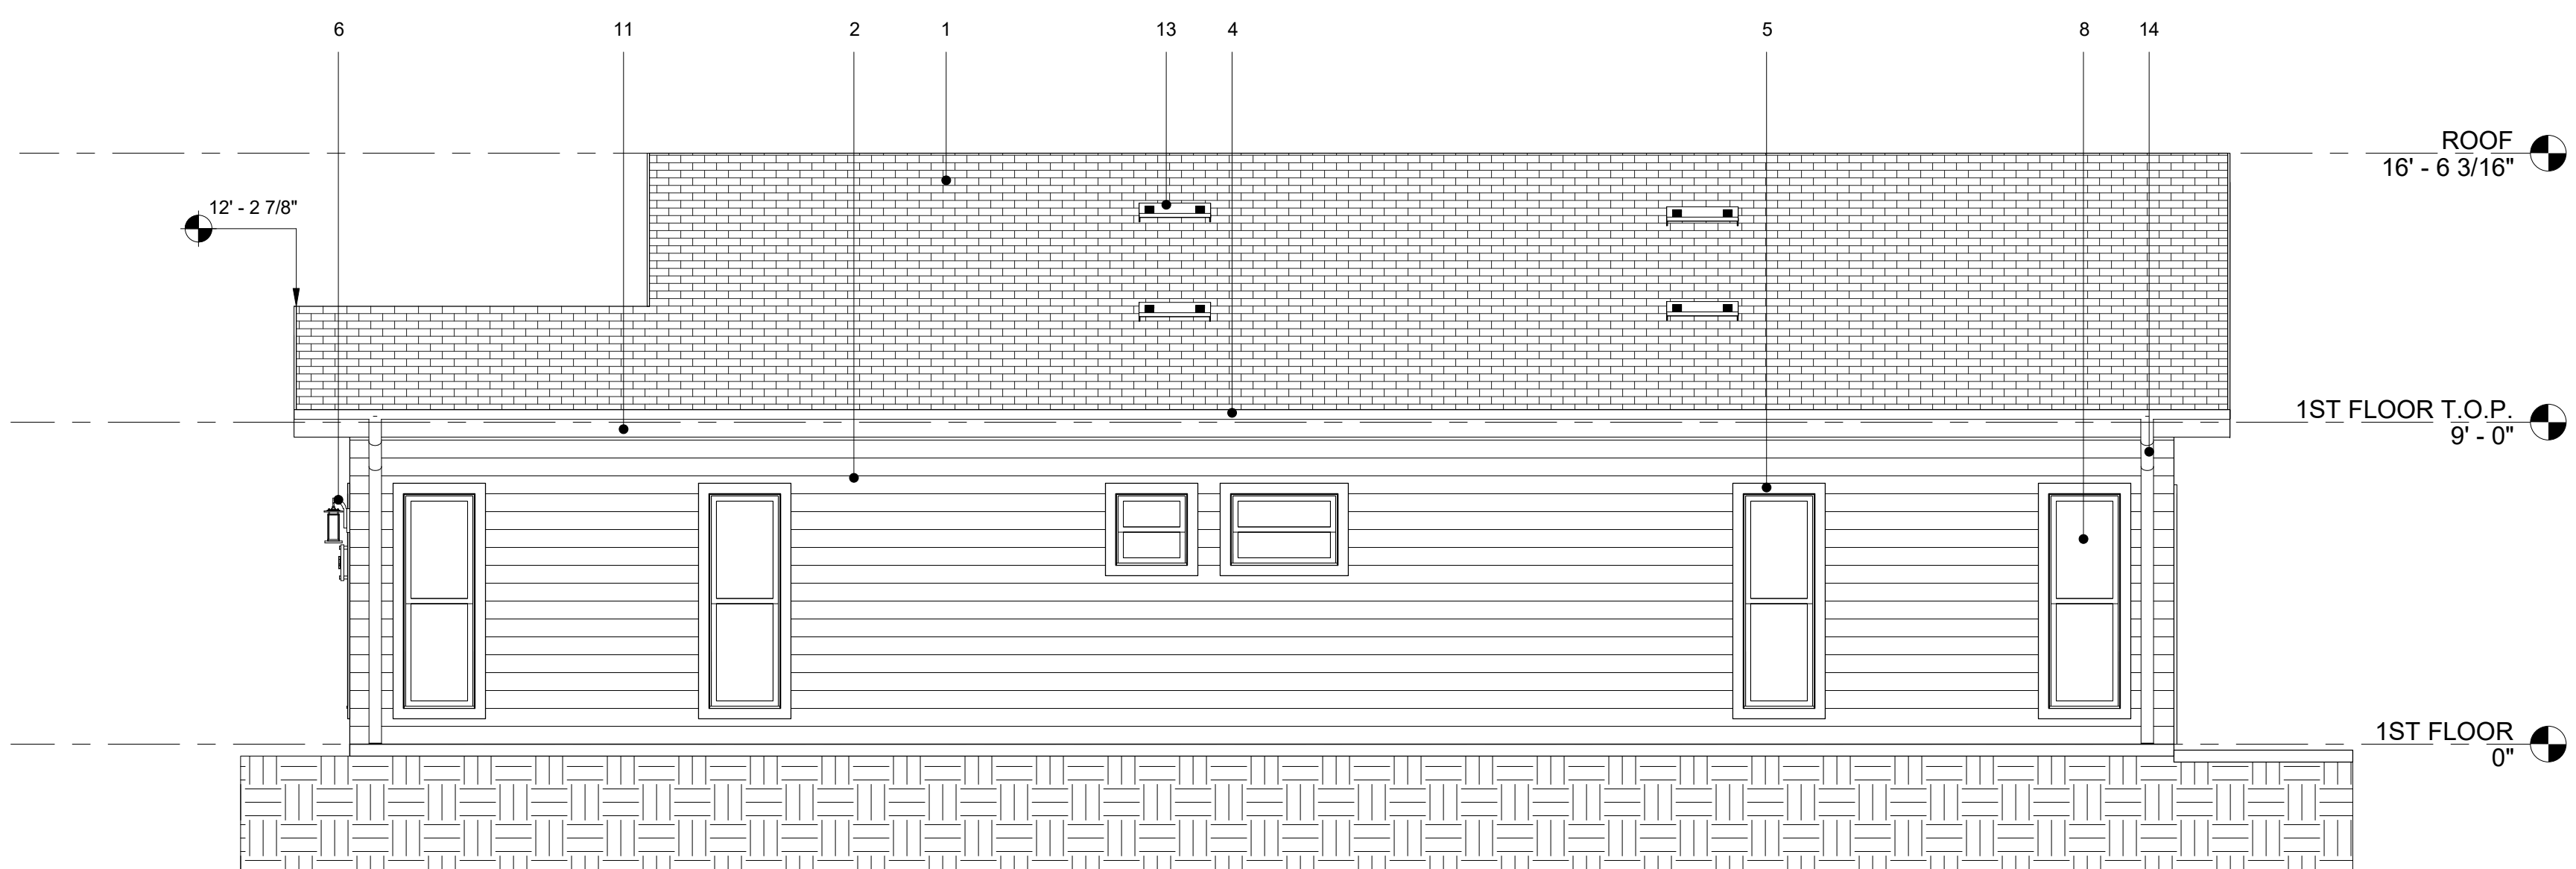 6 11 2 1 13 4 5 8 14
ROOF
16' - 6 3/16"
12' - 2 7/8"
1ST FLOOR T.O.P.
9' - 0"
1ST FLOOR
0"